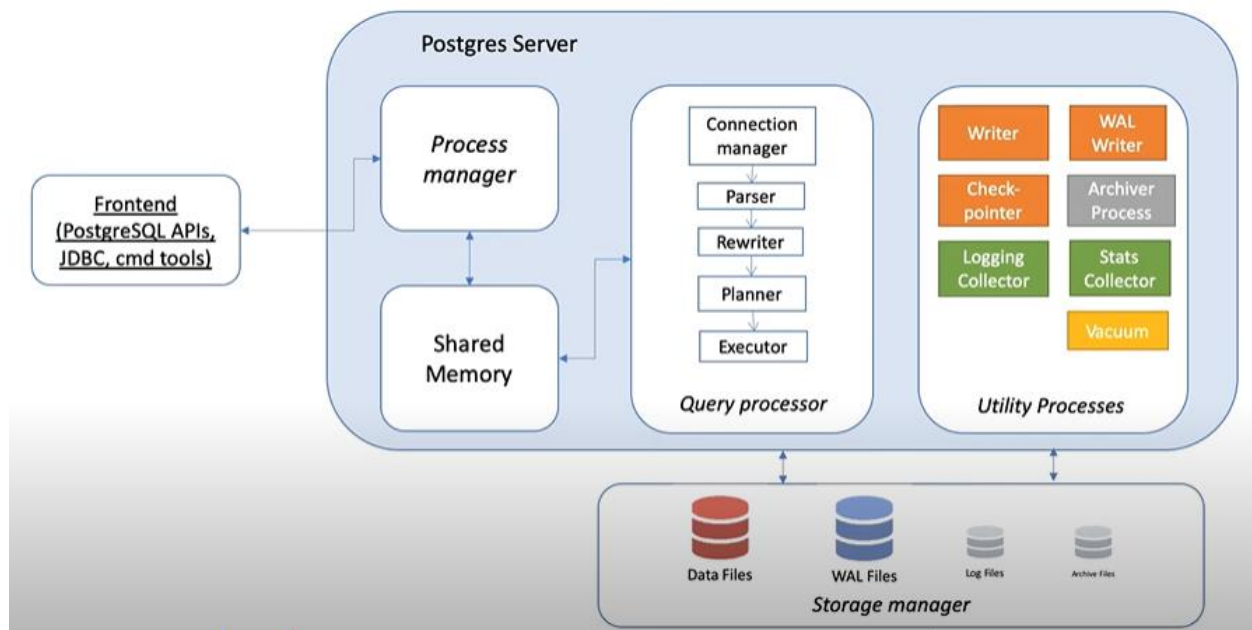 Postgres Server
Frontend
(PostgreSQL APIs,
JDBC, cmd tools)
Process
manager
Shared
Memory
Connection
manager
Parser
Rewriter
Planner
Executor
Query processor
Writer
WAL
Writer
Check-
pointer
Archiver
Process
Logging
Collector
Stats
Collector
Vacuum
Utility Processes
Data Files
WAL Files
Log Files
Archive Files
Storage manager